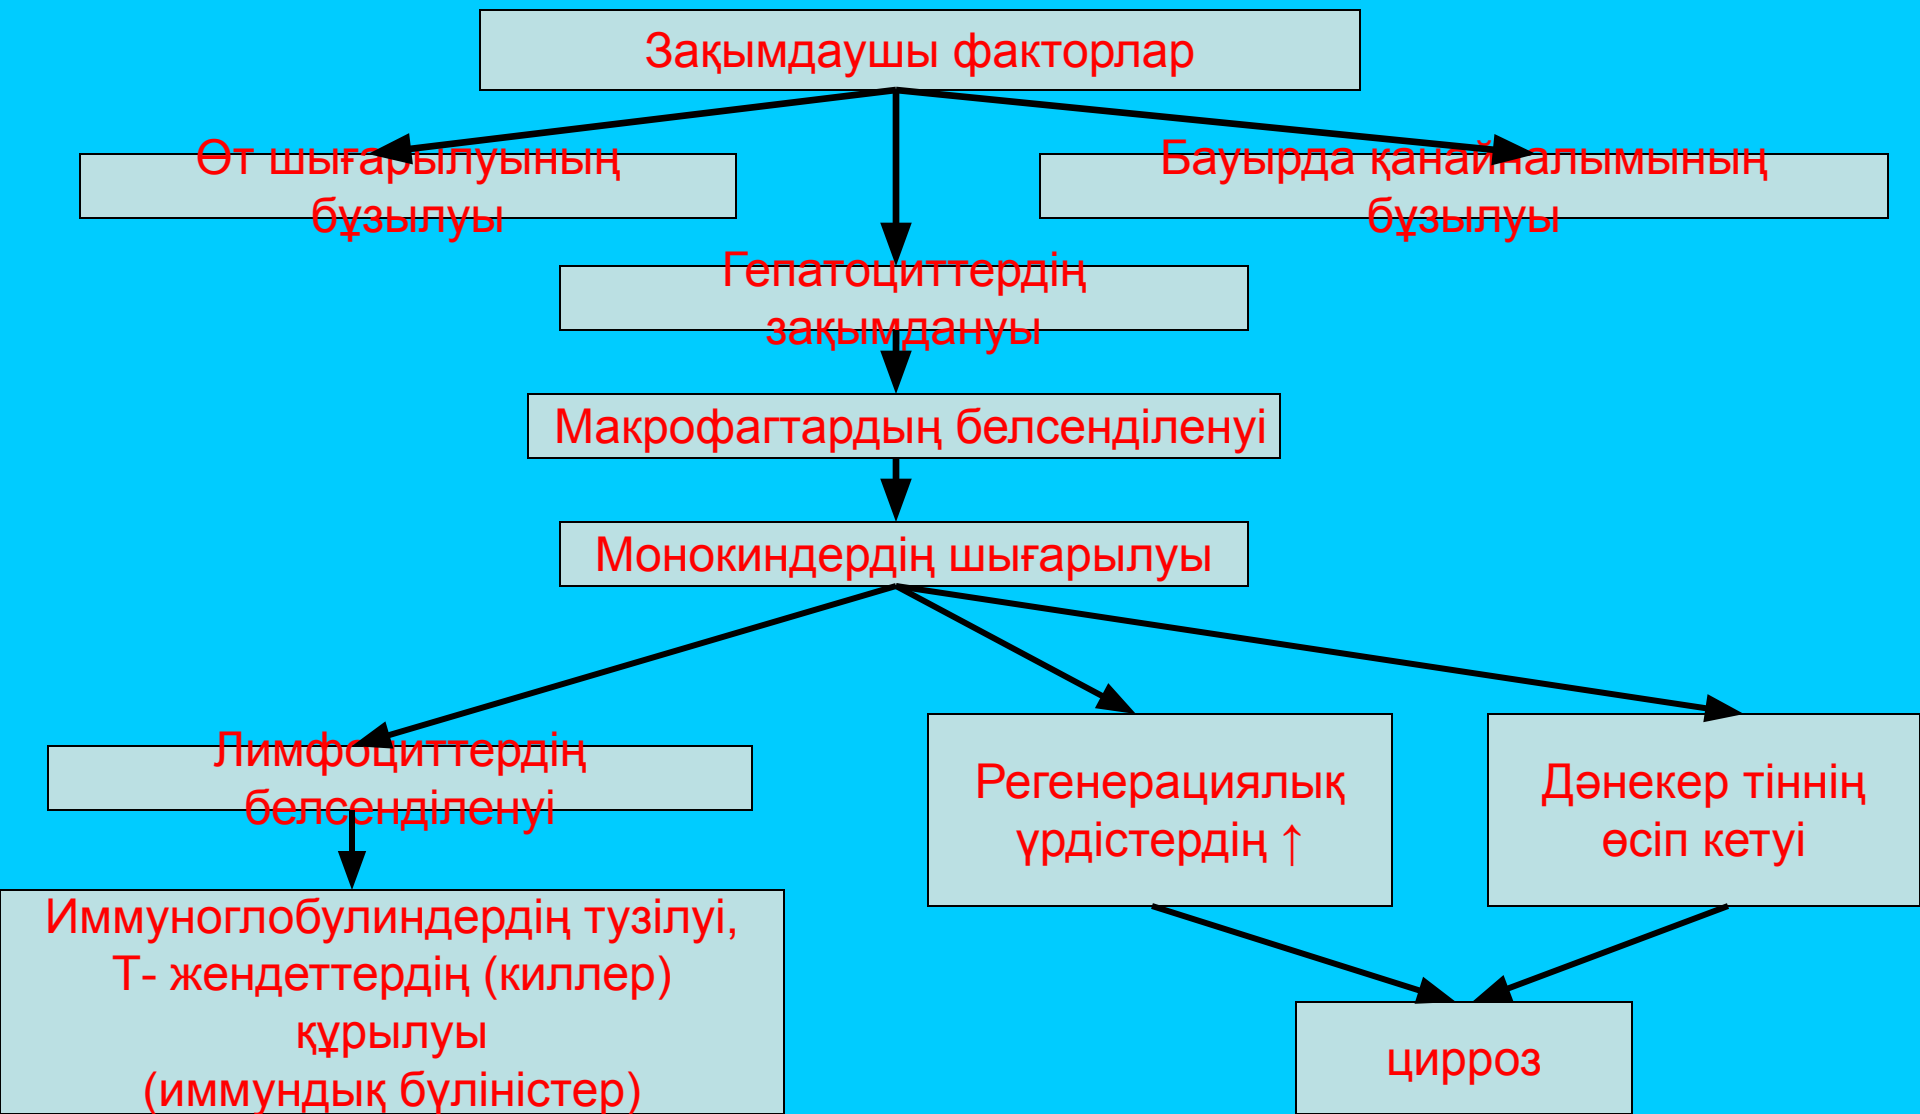 Зақымдаушы факторлар
Өт шығарылуының
бұзылуы
Бауырда қанайналымының
бұзылуы
Гепатоциттердің
зақымдануы
Макрофагтардың белсенділенуі
Монокиндердің шығарылуы
Лимфоциттердің
белсенділенуі
Регенерациялық
үрдістердің ↑
Дәнекер тіннің
өсіп кетуі
Иммуноглобулиндердің тузілуі,
Т- жендеттердің (киллер)
құрылуы
(иммундық бүліністер)
цирроз